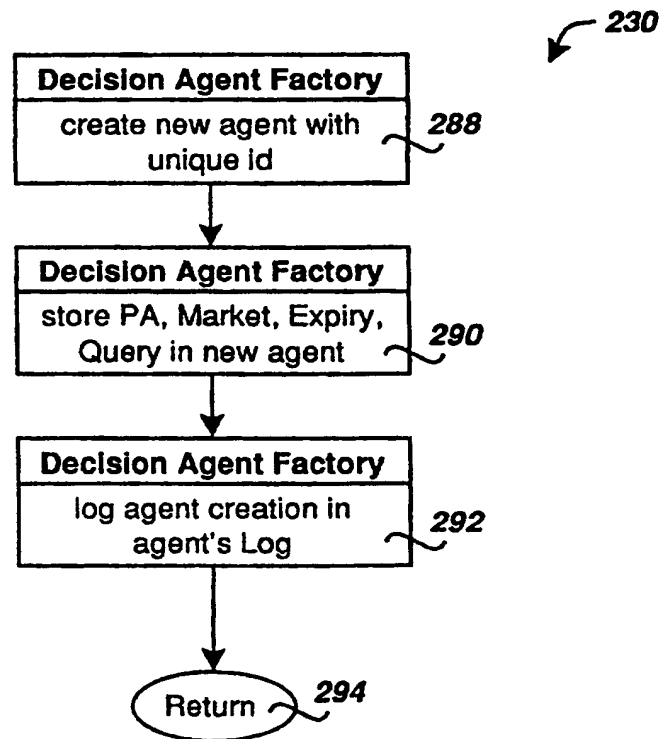 230
Decision Agent Factory
create new agent with
unique id
288
Decision Agent Factory
store PA, Market, Expiry,
Query in new agent
290
Decision Agent Factory
log agent creation in
agent's Log
292
Return
294